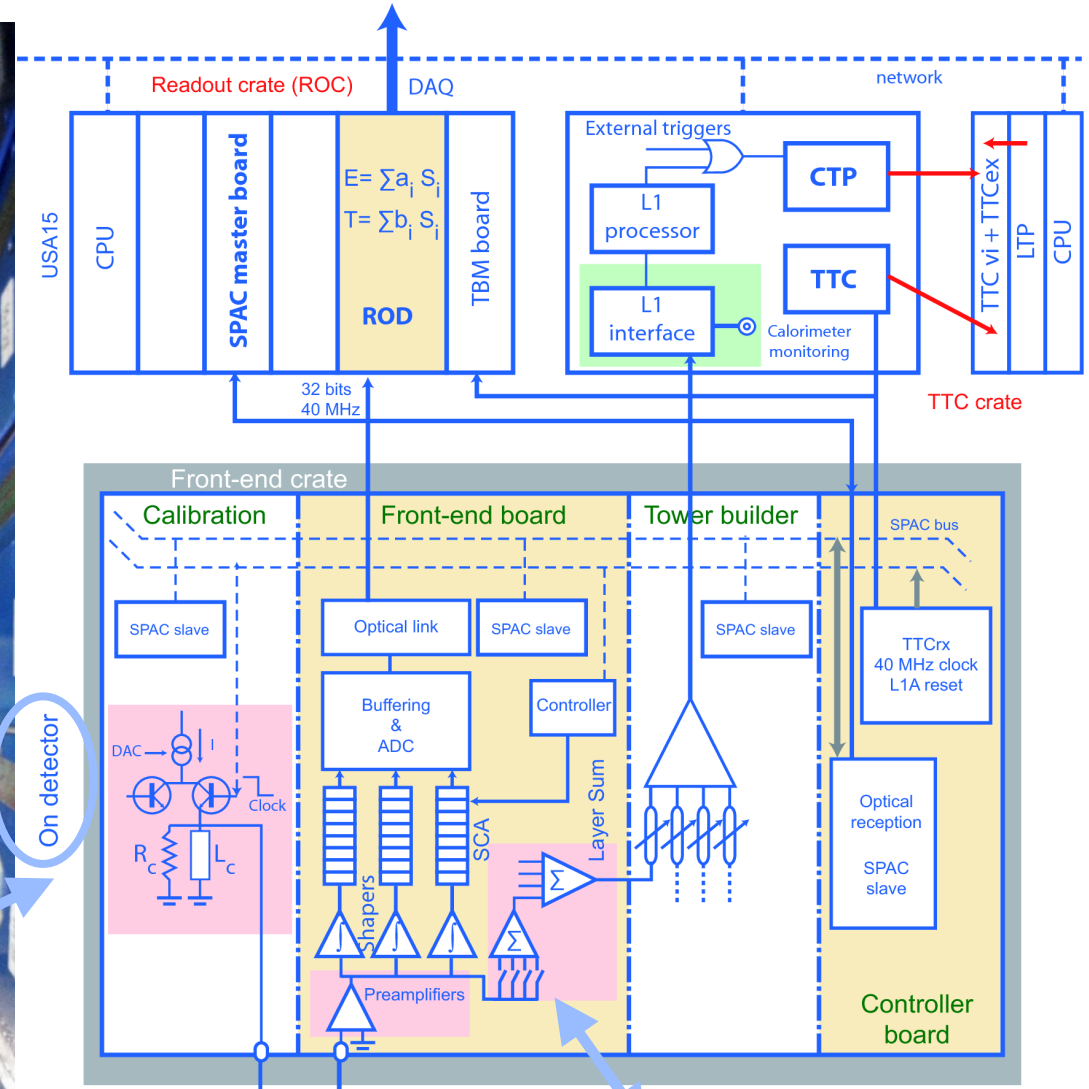 Readout crate (ROC)
DAQ
network
USA15
CPU
SPAC master board
E= ∑a_i S_i
T= ∑b_i S_i
ROD
TBM board
External triggers
CTP
L1
processor
TTC
L1
interface
Calorimeter
monitoring
TTC vi + TTCex
LTP
CPU
TTC crate
32 bits
40 MHz
Front-end crate
Calibration
Front-end board
Tower builder
SPAC bus
SPAC slave
Optical link
SPAC slave
SPAC slave
TTCrx
40 MHz clock
L1A reset
Buffering
&
ADC
Controller
On detector
DAC
I
Clock
R_c
L_c
SCA
Layer Sum
Optical
reception
SPAC
slave
Shapers
∫
∫
∫
Σ
Σ
Preamplifiers
Controller
board